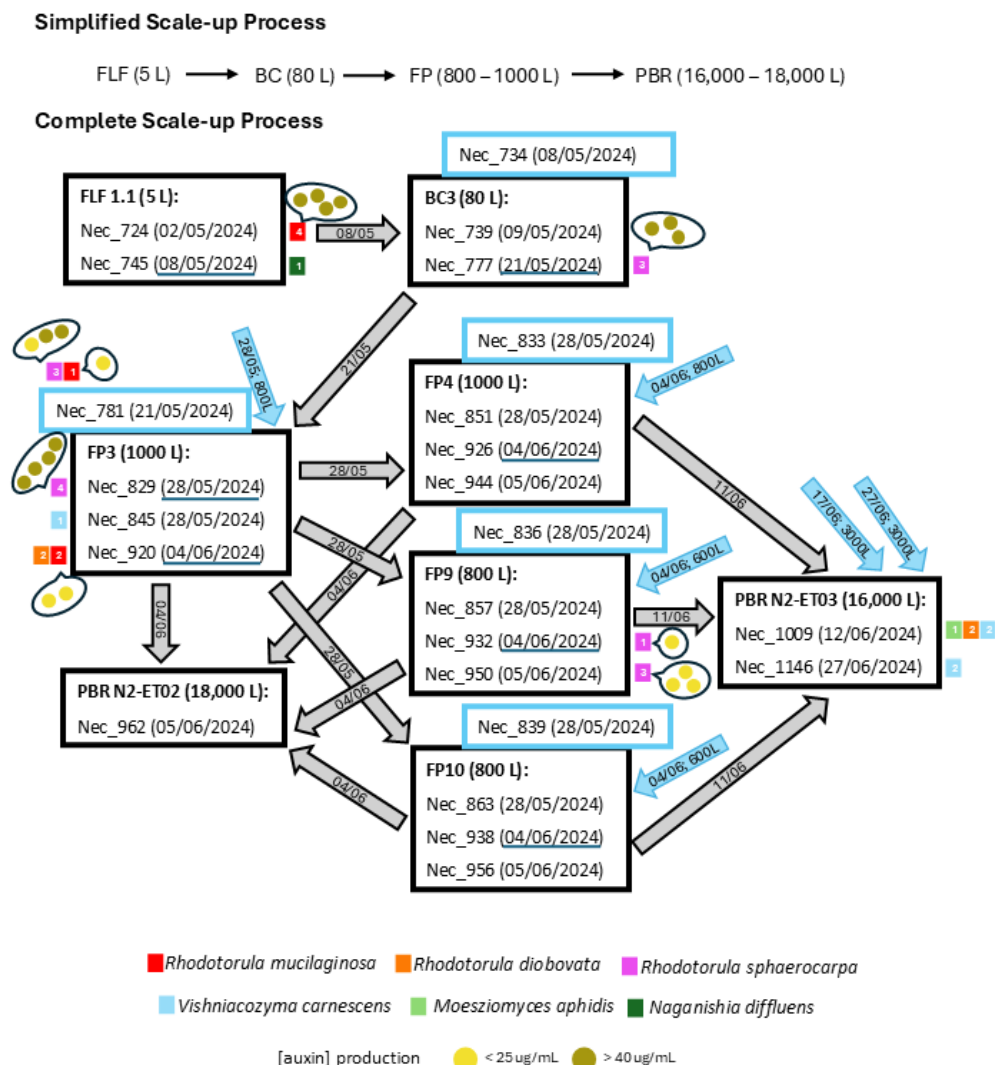 Simplified Scale-up Process
FLF (5 L)
BC (80 L)
FP (800 – 1000 L)
PBR (16,000 – 18,000 L)
Complete Scale-up Process
Nec_734 (08/05/2024)
FLF 1.1 (5 L):
Nec_724 (02/05/2024)
4
Nec_745 (08/05/2024)
1
08/05
BC3 (80 L):
Nec_739 (09/05/2024)
Nec_777 (21/05/2024)
3
21/05
28/05; 800L
3
1
Nec_781 (21/05/2024)
FP3 (1000 L):
Nec_829 (28/05/2024)
4
Nec_845 (28/05/2024)
1
Nec_920 (04/06/2024)
2
2
28/05
28/05
04/06
04/06
28/05
Nec_833 (28/05/2024)
04/06; 800L
FP4 (1000 L):
Nec_851 (28/05/2024)
Nec_926 (04/06/2024)
Nec_944 (05/06/2024)
11/06
Nec_836 (28/05/2024)
04/06; 600L
FP9 (800 L):
Nec_857 (28/05/2024)
Nec_932 (04/06/2024)
1
Nec_950 (05/06/2024)
3
11/06
04/06
17/06; 3000L
27/06; 3000L
PBR N2-ET03 (16,000 L):
Nec_1009 (12/06/2024)
1
2
2
Nec_1146 (27/06/2024)
2
PBR N2-ET02 (18,000 L):
Nec_962 (05/06/2024)
04/06
Nec_839 (28/05/2024)
04/06; 600L
FP10 (800 L):
Nec_863 (28/05/2024)
Nec_938 (04/06/2024)
Nec_956 (05/06/2024)
11/06
Rhodotorula mucilaginosa
Rhodotorula diobovata
Rhodotorula sphaerocarpa
Vishniacozyma carnescens
Moesziomyces aphidis
Naganishia diffluens
[auxin] production
< 25 ug/mL
> 40 ug/mL